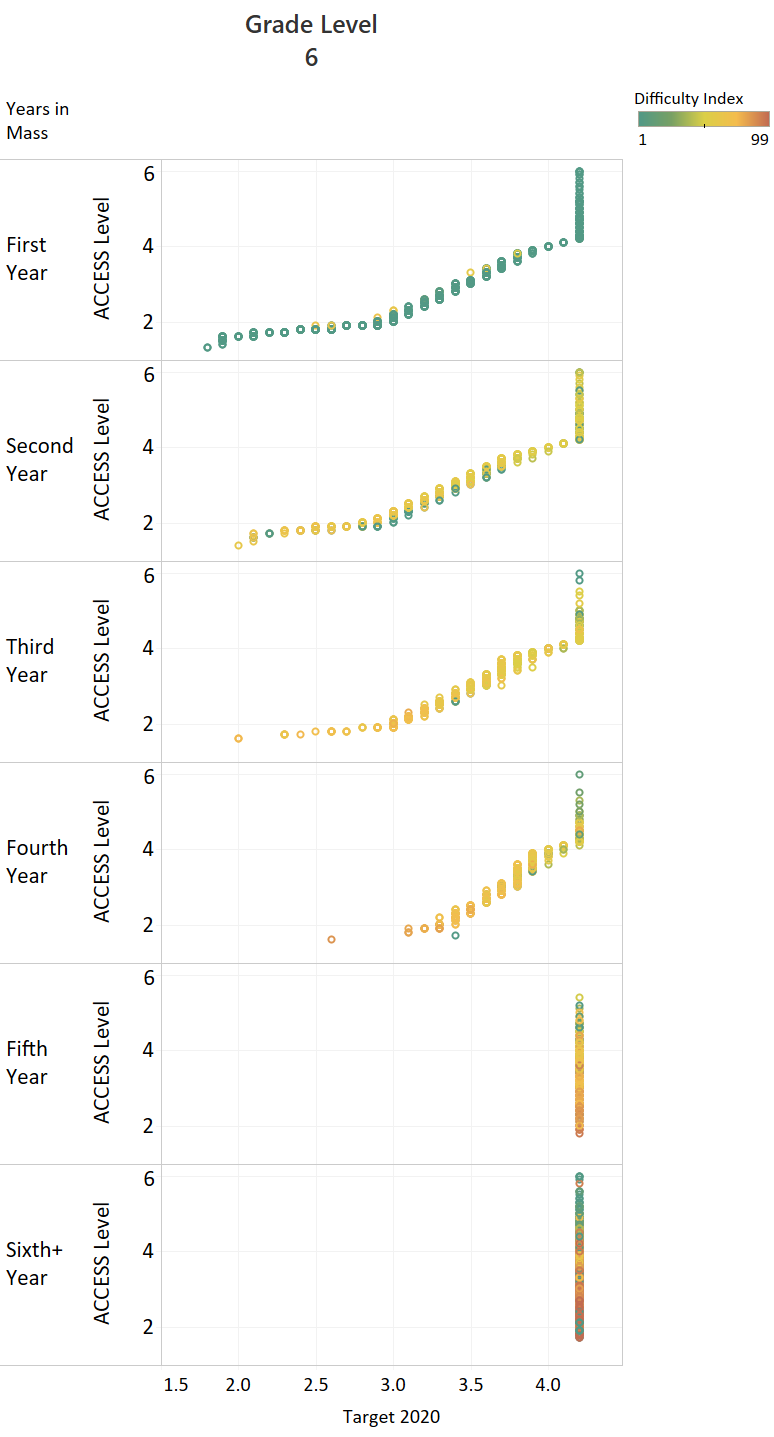 Grade Level
6
Years in
Mass
Difficulty Index
1 99
First
Year
ACCESS Level
6
4
2
Second
Year
ACCESS Level
6
4
2
Third
Year
ACCESS Level
6
4
2
Fourth
Year
ACCESS Level
6
4
2
Fifth
Year
ACCESS Level
6
4
2
Sixth+
Year
ACCESS Level
6
4
2
1.5 2.0 2.5 3.0 3.5 4.0
Target 2020